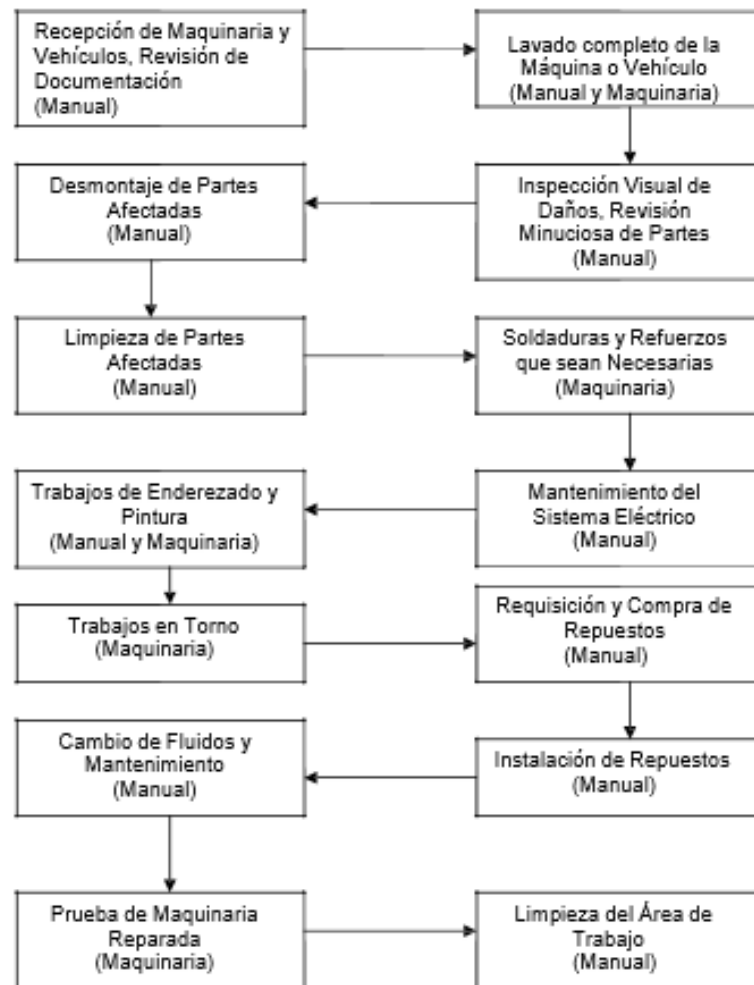 Recepción de Maquinaria y
Vehículos, Revisión de
Documentación
(Manual)
Lavado completo de la
Máquina o Vehículo
(Manual y Maquinaria)
Inspección Visual de
Daños, Revisión
Minuciosa de Partes
(Manual)
Desmontaje de Partes
Afectadas
(Manual)
Limpieza de Partes
Afectadas
(Manual)
Soldaduras y Refuerzos
que sean Necesarias
(Maquinaria)
Mantenimiento del
Sistema Eléctrico
(Manual)
Trabajos de Enderezado y
Pintura
(Manual y Maquinaria)
Trabajos en Torno
(Maquinaria)
Requisición y Compra de
Repuestos
(Manual)
Instalación de Repuestos
(Manual)
Cambio de Fluidos y
Mantenimiento
(Manual)
Prueba de Maquinaria
Reparada
(Maquinaria)
Limpieza del Área de
Trabajo
(Manual)